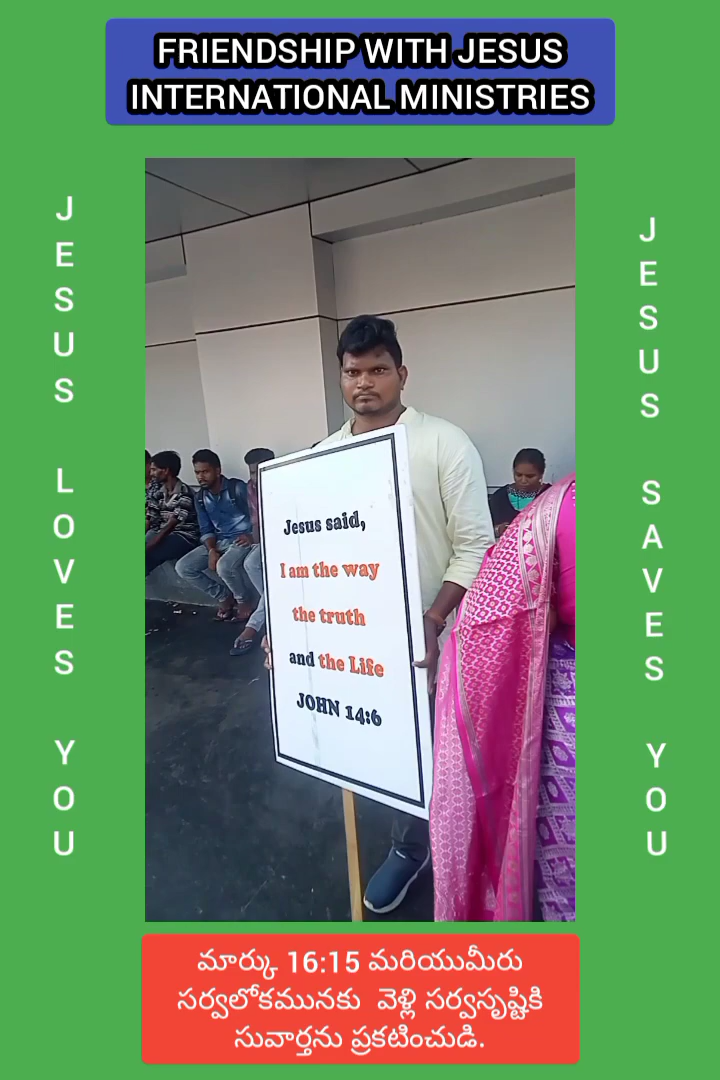 FRIENDSHIP WITH JESUS
INTERNATIONAL MINISTRIES
JESUS LOVES YOU
JESUS SAVES YOU
Jesus said,
I am the way
the truth
and the Life
JOHN 14:6
మార్కు 16:15 మరియుమీరు
సర్వలోకమునకు వెళ్లి సర్వసృష్టికి
సువార్తను ప్రకటించుడి.